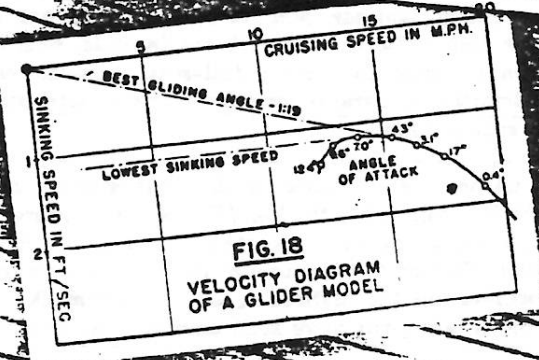 5 10 15 20
CRUISING SPEED IN M.P.H.
BEST GLIDING ANGLE - 1:19
SINKING SPEED IN FT/SEC
1
LOWEST SINKING SPEED
12.4° 8.6° 7.0° 4.3° 3.1° 1.7° 0.4°
ANGLE
OF ATTACK
2
FIG. 18
VELOCITY DIAGRAM
OF A GLIDER MODEL